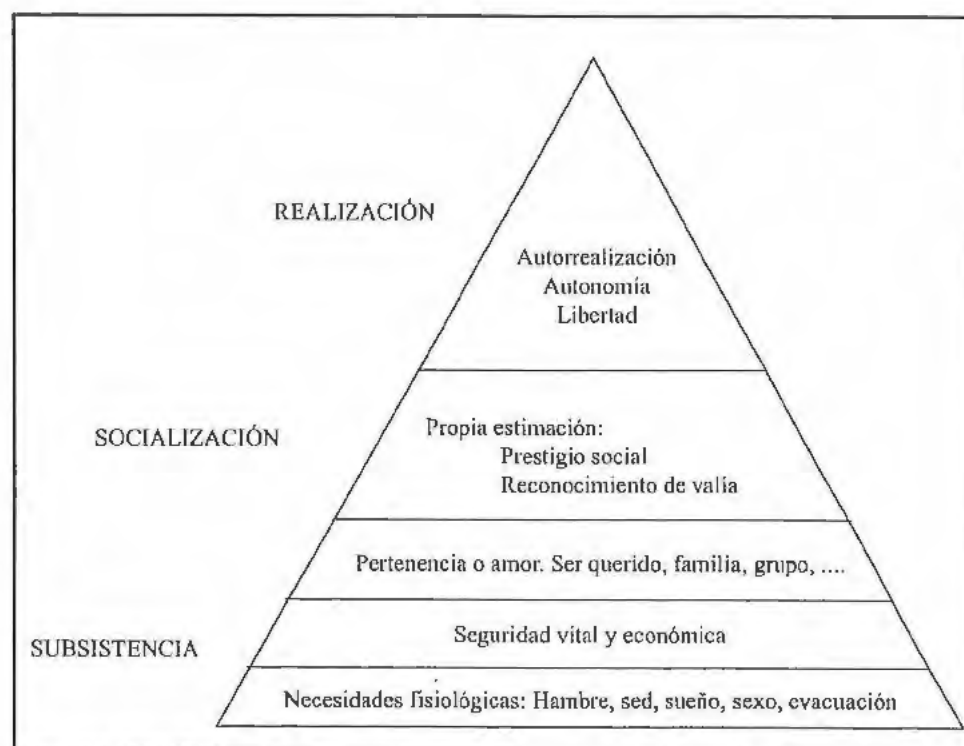 REALIZACIÓN
Autorrealización
Autonomía
Libertad
SOCIALIZACIÓN
Propia estimación:
Prestigio social
Reconocimiento de valía
Pertenencia o amor. Ser querido, familia, grupo, ....
SUBSISTENCIA
Seguridad vital y económica
Necesidades fisiológicas: Hambre, sed, sueño, sexo, evacuación